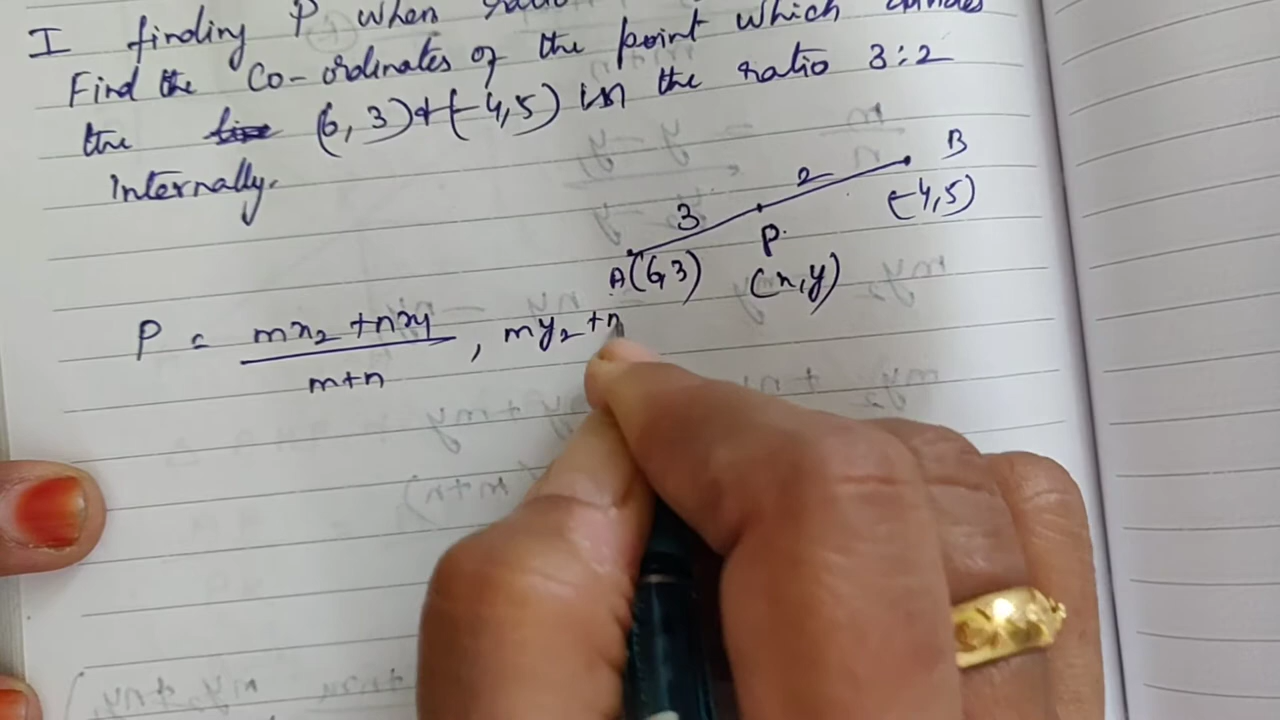 I finding P when ratio
Find the Co-ordinates of the point which divides
the (6, 3) & (-4,5) in the ratio 3:2
internally.
B
2
(-4,5)
3
P
A(6,3)
(x,y)
P = mx₂ + nx₁ , my₂ + n
m+n